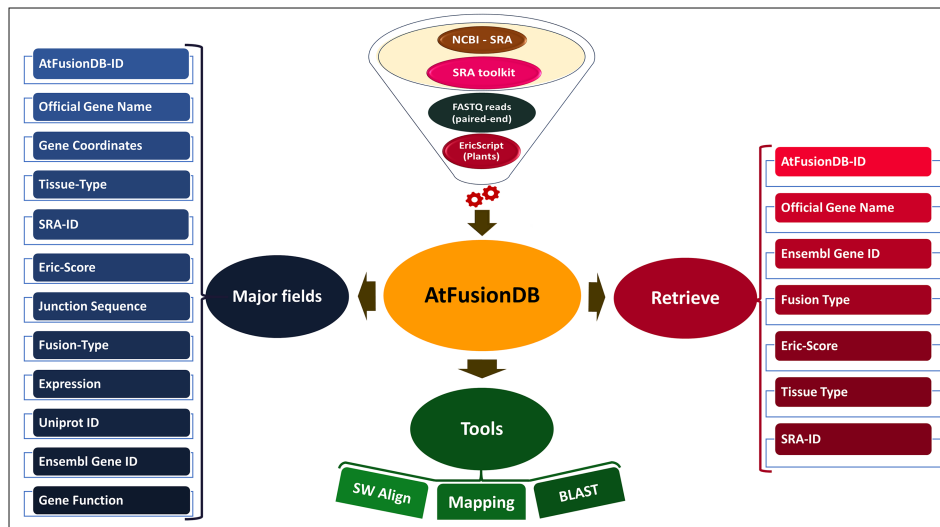 NCBI - SRA
SRA toolkit
FASTQ reads
(paired-end)
EricScript
(Plants)
AtFusionDB-ID
Official Gene Name
Gene Coordinates
Tissue-Type
SRA-ID
Eric-Score
Junction Sequence
Fusion-Type
Expression
Uniprot ID
Ensembl Gene ID
Gene Function
Major fields
AtFusionDB
Retrieve
AtFusionDB-ID
Official Gene Name
Ensembl Gene ID
Fusion Type
Eric-Score
Tissue Type
SRA-ID
Tools
SW Align
Mapping
BLAST